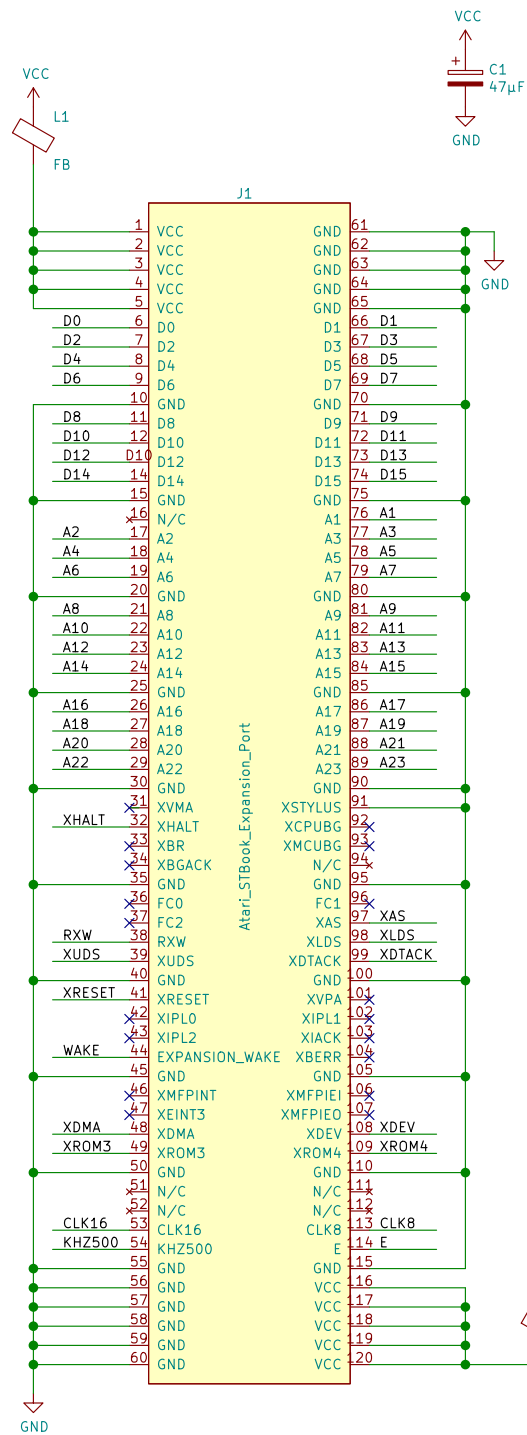 VCC
C1
+
47µF
GND
VCC
L1
FB
J1
1 VCC GND 61
2 VCC GND 62
3 VCC GND 63
4 VCC GND 64
GND
5 VCC GND 65
D0 6 D0 D1 66 D1
D2 7 D2 D3 67 D3
D4 8 D4 D5 68 D5
D6 9 D6 D7 69 D7
10 GND GND 70
D8 11 D8 D9 71 D9
D10 12 D10 D11 72 D11
D12 D10 D12 D13 73 D13
D14 14 D14 D15 74 D15
15 GND GND 75
16 N/C A1 76 A1
A2 17 A2 A3 77 A3
A4 18 A4 A5 78 A5
A6 19 A6 A7 79 A7
20 GND GND 80
A8 21 A8 A9 81 A9
A10 22 A10 A11 82 A11
A12 23 A12 A13 83 A13
A14 24 A14 A15 84 A15
25 GND GND 85
A16 26 A16 A17 86 A17
A18 27 A18 A19 87 A19
A20 28 A20 A21 88 A21
A22 29 A22 A23 89 A23
30 GND GND 90
31 XVMA XSTYLUS 91
XHALT 32 XHALT XCPUBG 92
33 XBR XMCUBG 93
34 XBGACK N/C 94
35 GND GND 95
36 FC0 FC1 96
37 FC2 XAS 97 XAS
RXW 38 RXW XLDS 98 XLDS
XUDS 39 XUDS XDTACK 99 XDTACK
40 GND GND 100
XRESET 41 XRESET XVPA 101
42 XIPL0 XIPL1 102
43 XIPL2 XIACK 103
WAKE 44 EXPANSION_WAKE XBERR 104
45 GND GND 105
46 XMFPINT XMFPIEI 106
47 XEINT3 XMFPIEO 107
XDMA 48 XDMA XDEV 108 XDEV
XROM3 49 XROM3 XROM4 109 XROM4
50 GND GND 110
51 N/C N/C 111
52 N/C N/C 112
CLK16 53 CLK16 CLK8 113 CLK8
KHZ500 54 KHZ500 E 114 E
55 GND GND 115
56 GND VCC 116
57 GND VCC 117
58 GND VCC 118
59 GND VCC 119
60 GND VCC 120
GND
Atari_STBook_Expansion_Port